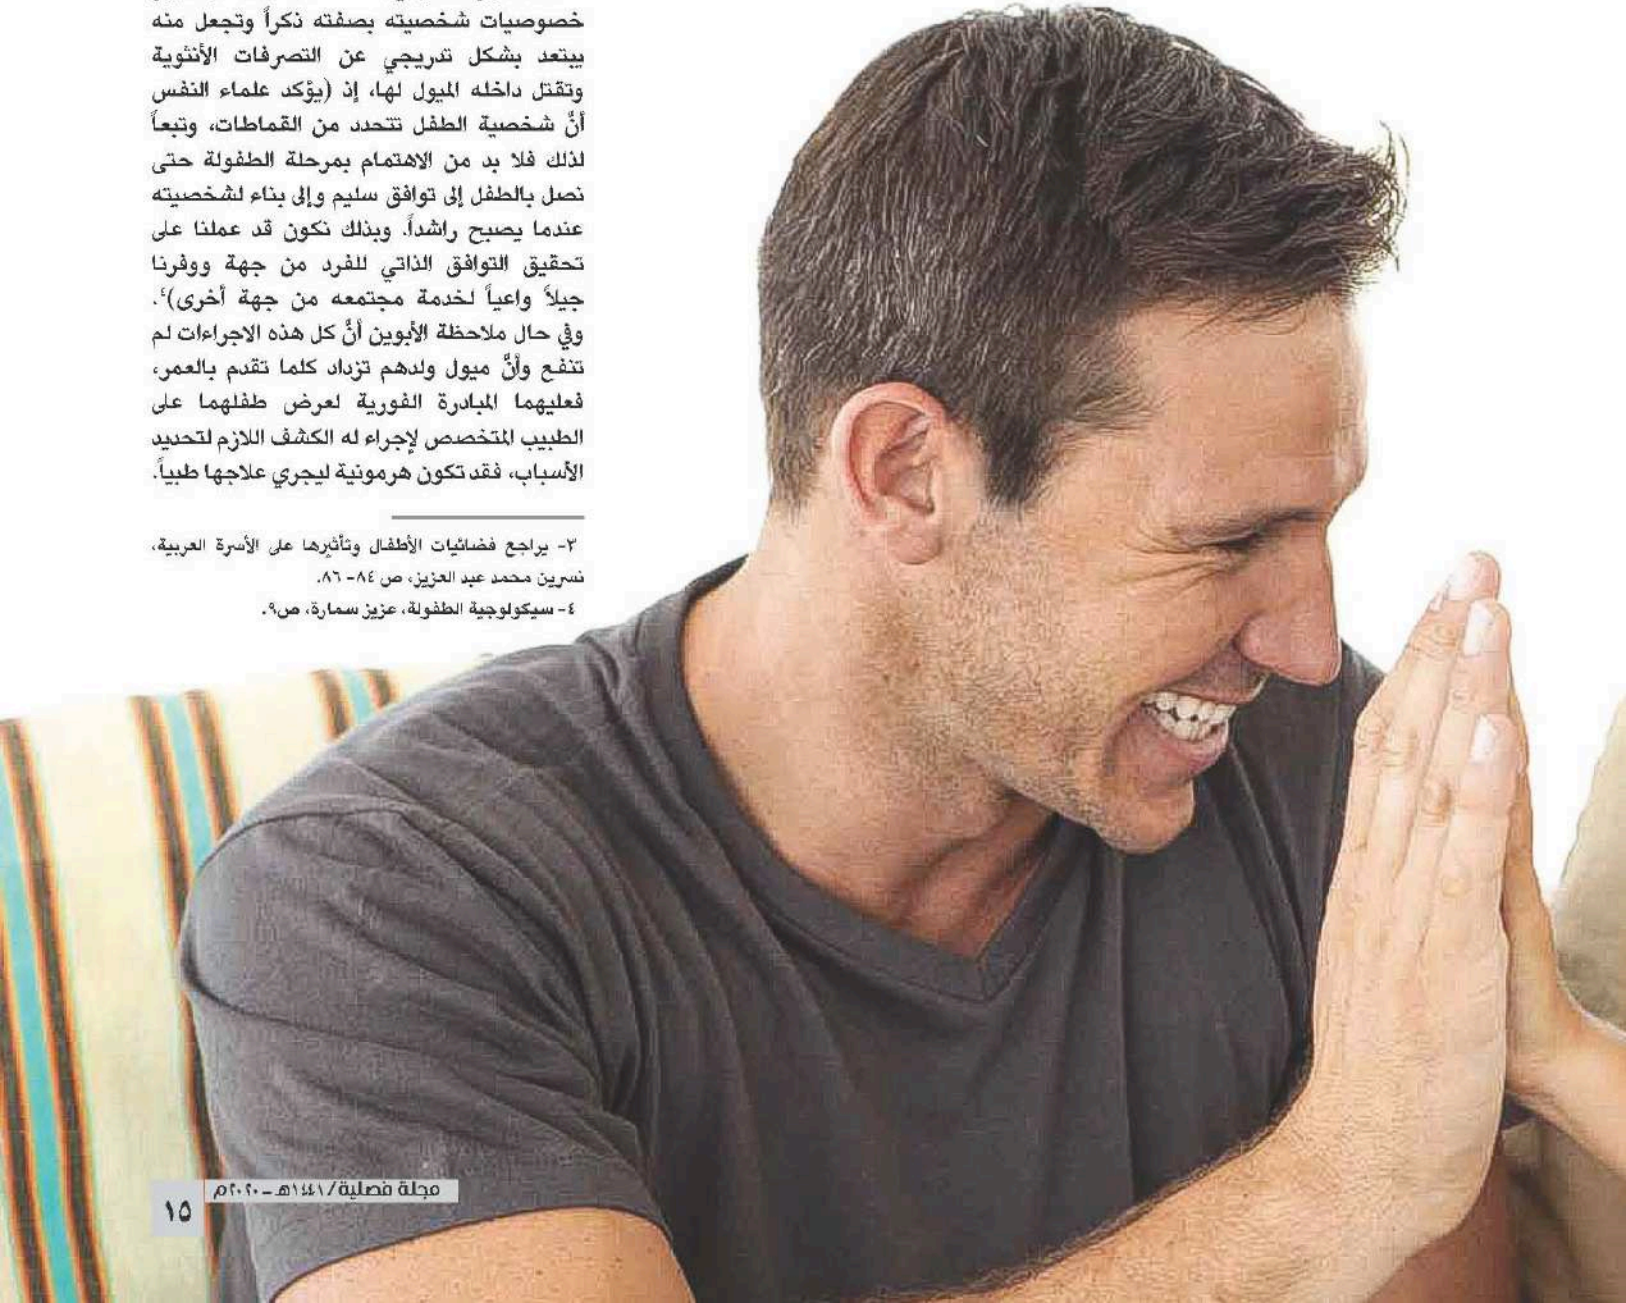 خصوصيات شخصيته بصفته ذكراً وتجعل منه
يبتعد بشكل تدريجي عن التصرفات الأنثوية
وتقتل داخله الميول لها، إذ (يؤكد علماء النفس
أنَّ شخصية الطفل تتحدد من القماطات، وتبعاً
لذلك فلا بد من الاهتمام بمرحلة الطفولة حتى
نصل بالطفل إلى توافق سليم وإلى بناء لشخصيته
عندما يصبح راشداً. وبذلك نكون قد عملنا على
تحقيق التوافق الذاتي للفرد من جهة ووفرنا
جيلاً واعياً لخدمة مجتمعه من جهة أخرى)٤.
وفي حال ملاحظة الأبوين أنَّ كل هذه الاجراءات لم
تنفع وأنَّ ميول ولدهم تزداد كلما تقدم بالعمر،
فعليهما المبادرة الفورية لعرض طفلهما على
الطبيب المتخصص لإجراء له الكشف اللازم لتحديد
الأسباب، فقد تكون هرمونية ليجري علاجها طبياً.
٣- يراجع فضائيات الأطفال وتأثيرها على الأسرة العربية،
نسرين محمد عبد العزيز، ص ٨٤- ٨٦.
٤- سيكولوجية الطفولة، عزيز سمارة، ص٩.
مجلة فصلية/١٤٤١هـ -٢٠٢٠م
١٥